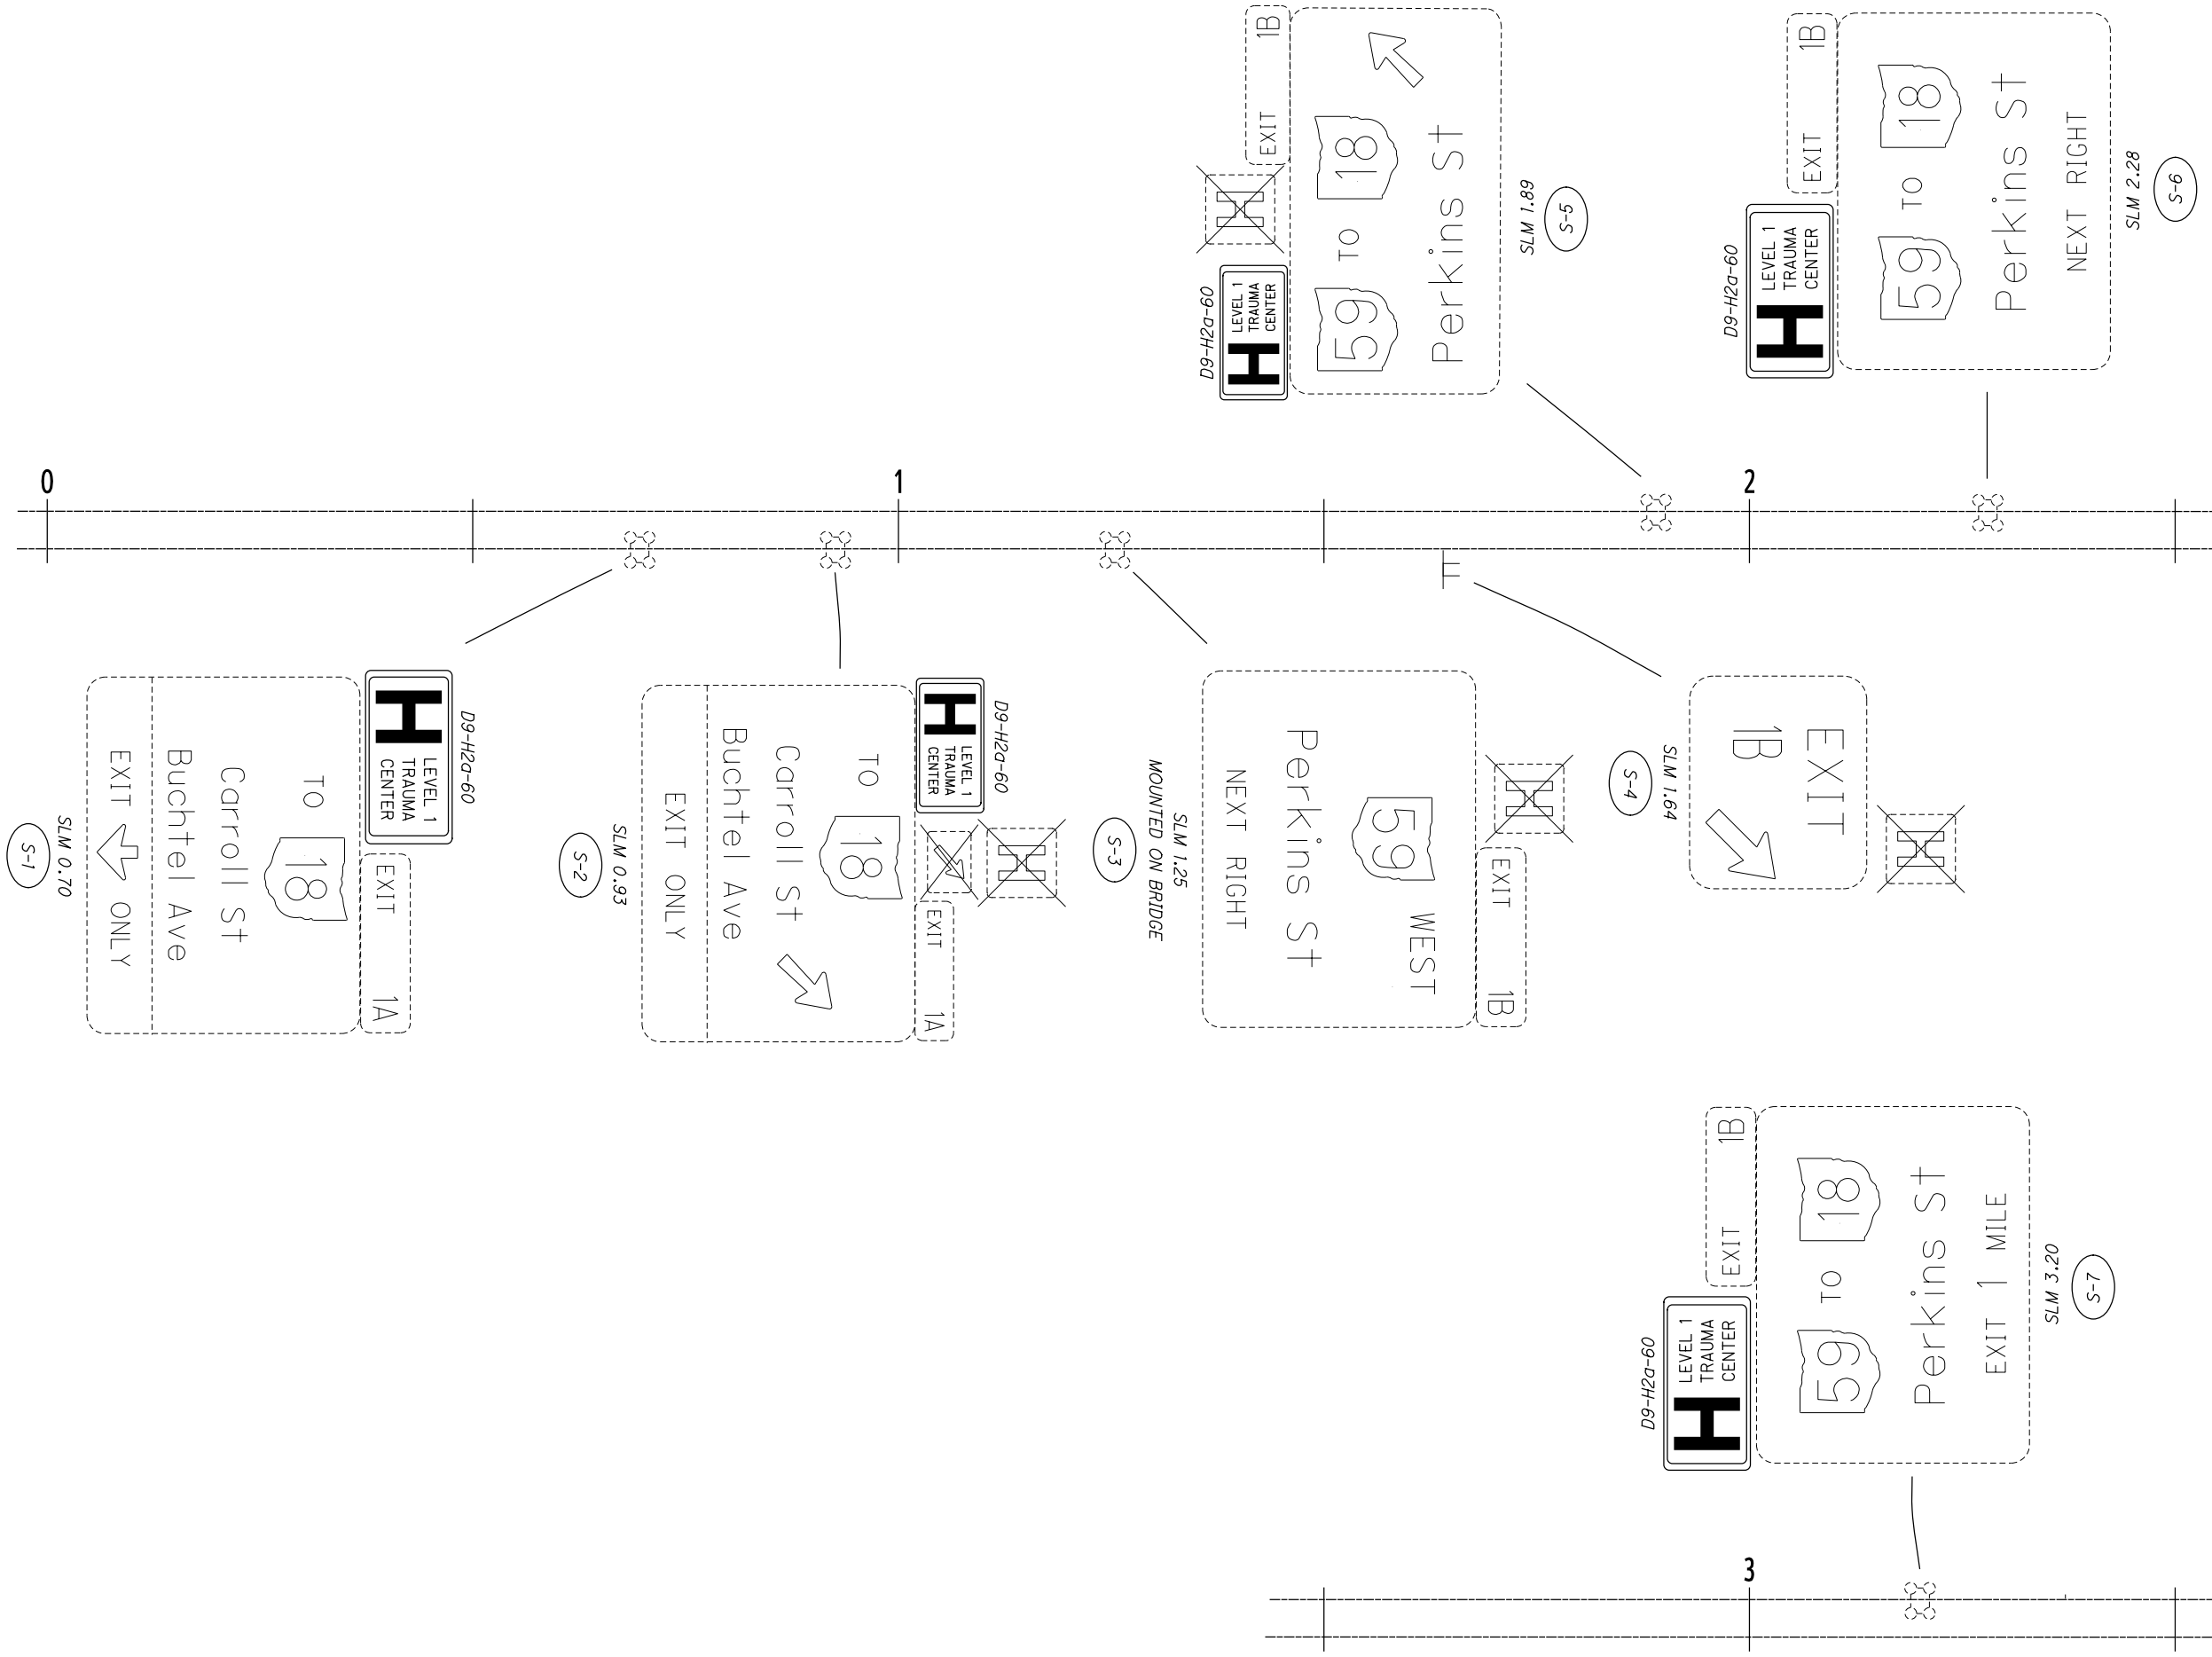 1B
EXIT
18
TO
59
Perkins St
LEVEL 1
TRAUMA
CENTER
H
H
D9-H2a-60
SLM 1.89
S-5
1B
EXIT
18
TO
59
Perkins St
NEXT RIGHT
LEVEL 1
TRAUMA
CENTER
H
D9-H2a-60
SLM 2.28
S-6
0
1
2
H
LEVEL 1
TRAUMA
CENTER
D9-H2a-60
EXIT 1A
TO 18
Carroll St
Buchtel Ave
EXIT ONLY
SLM 0.70
S-1
H
LEVEL 1
TRAUMA
CENTER
D9-H2a-60
H
EXIT 1A
TO 18
Carroll St
Buchtel Ave
EXIT ONLY
SLM 0.93
S-2
H
EXIT 1B
59 WEST
Perkins St
NEXT RIGHT
SLM 1.25
MOUNTED ON BRIDGE
S-3
H
EXIT
1B
SLM 1.64
S-4
EXIT 1B
59 TO 18
Perkins St
EXIT 1 MILE
H
LEVEL 1
TRAUMA
CENTER
D9-H2a-60
SLM 3.20
S-7
3